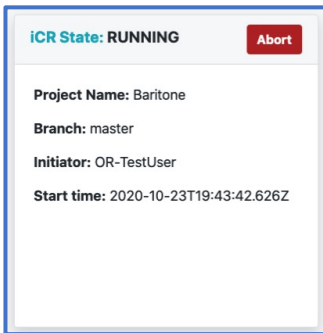 iCR State: RUNNING Abort
Project Name: Baritone
Branch: master
Initiator: OR-TestUser
Start time: 2020-10-23T19:43:42.626Z